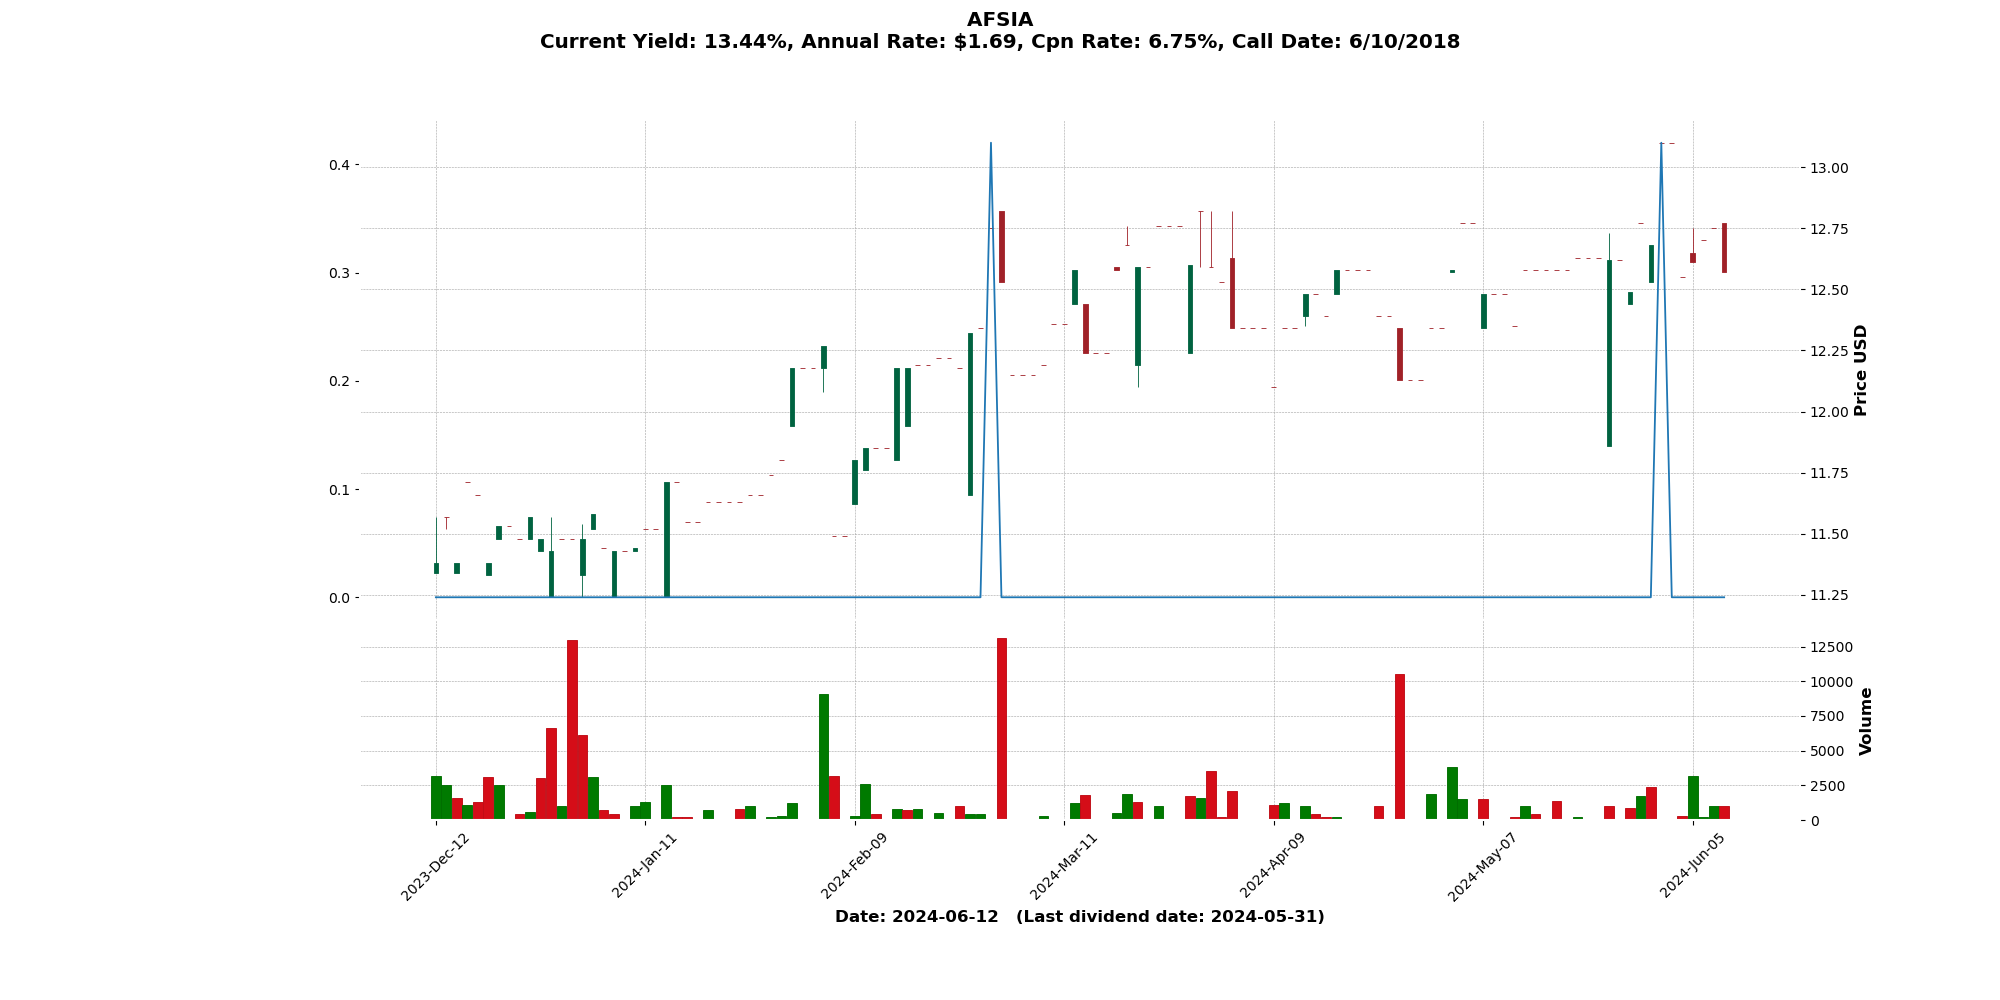 AFSIA
Current Yield: 13.44%, Annual Rate: $1.69, Cpn Rate: 6.75%, Call Date: 6/10/2018
0.4
0.3
0.2
0.1
0.0
13.00
12.75
12.50
12.25
12.00
11.75
11.50
11.25
Price USD
12500
10000
7500
5000
2500
0
Volume
2023-Dec-12
2024-Jan-11
2024-Feb-09
2024-Mar-11
2024-Apr-09
2024-May-07
2024-Jun-05
Date: 2024-06-12   (Last dividend date: 2024-05-31)